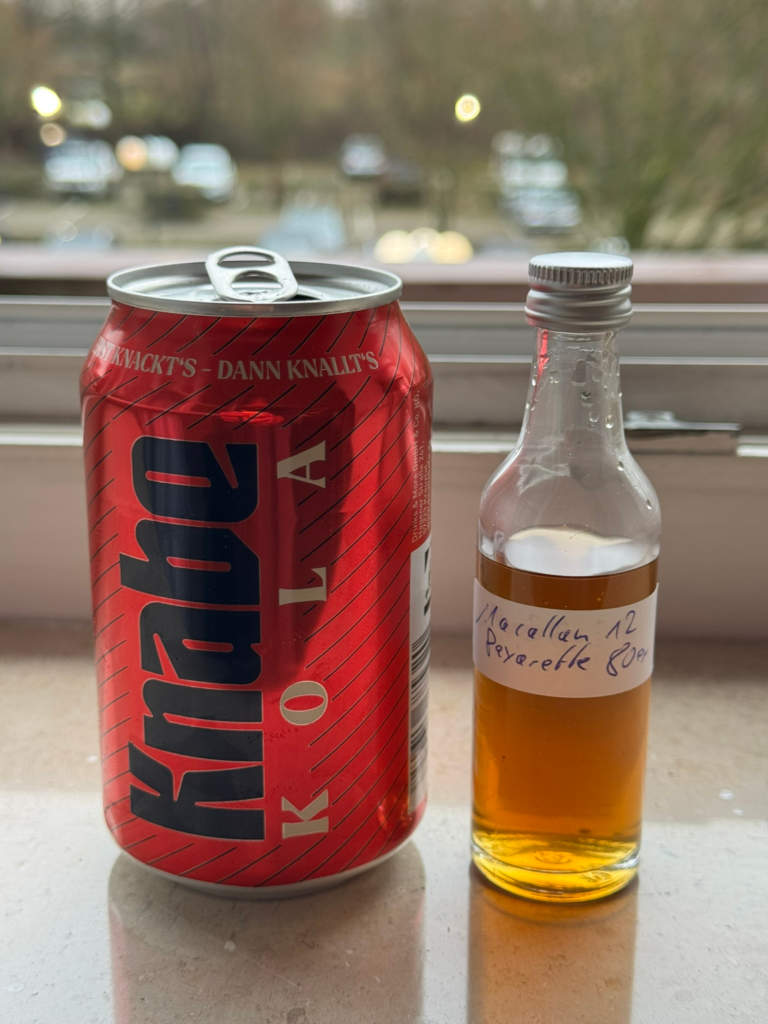 KNACKT'S – DANN KNALLT'S
Knabe
KOLA
Macallan 12
Payarette 80er